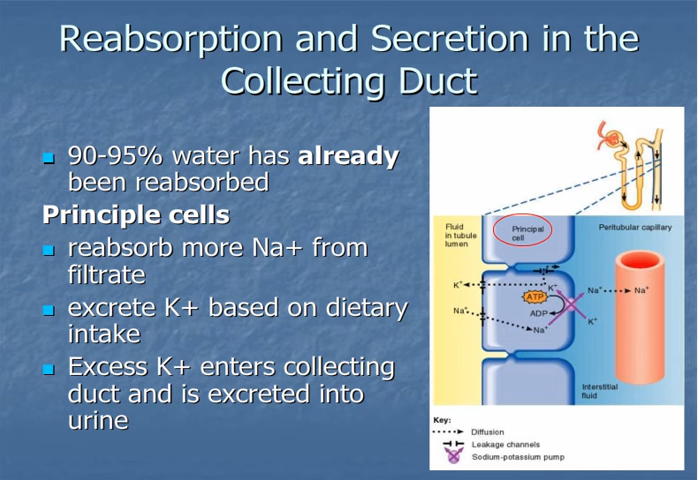 Reabsorption and Secretion in the
Collecting Duct
90-95% water has already
been reabsorbed
Principle cells
reabsorb more Na+ from
filtrate
excrete K+ based on dietary
intake
Excess K+ enters collecting
duct and is excreted into
urine
Fluid
in tubule
lumen
Principal
cell
Peritubular capillary
K+
Na+
K+
ATP
ADP
Na+
Na+
Na+
K+
Interstitial
fluid
Key:
Diffusion
Leakage channels
Sodium-potassium pump